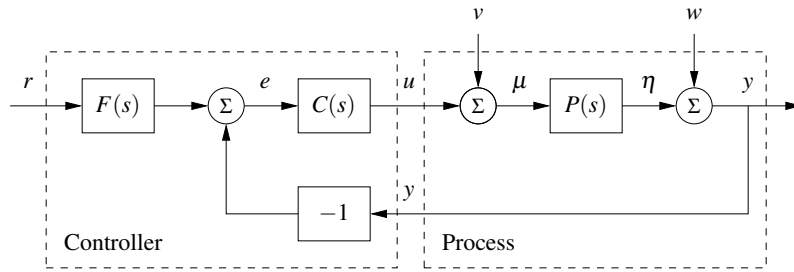 v w
r F(s) Σ e C(s) u Σ μ P(s) η Σ y
−1 y
Controller Process